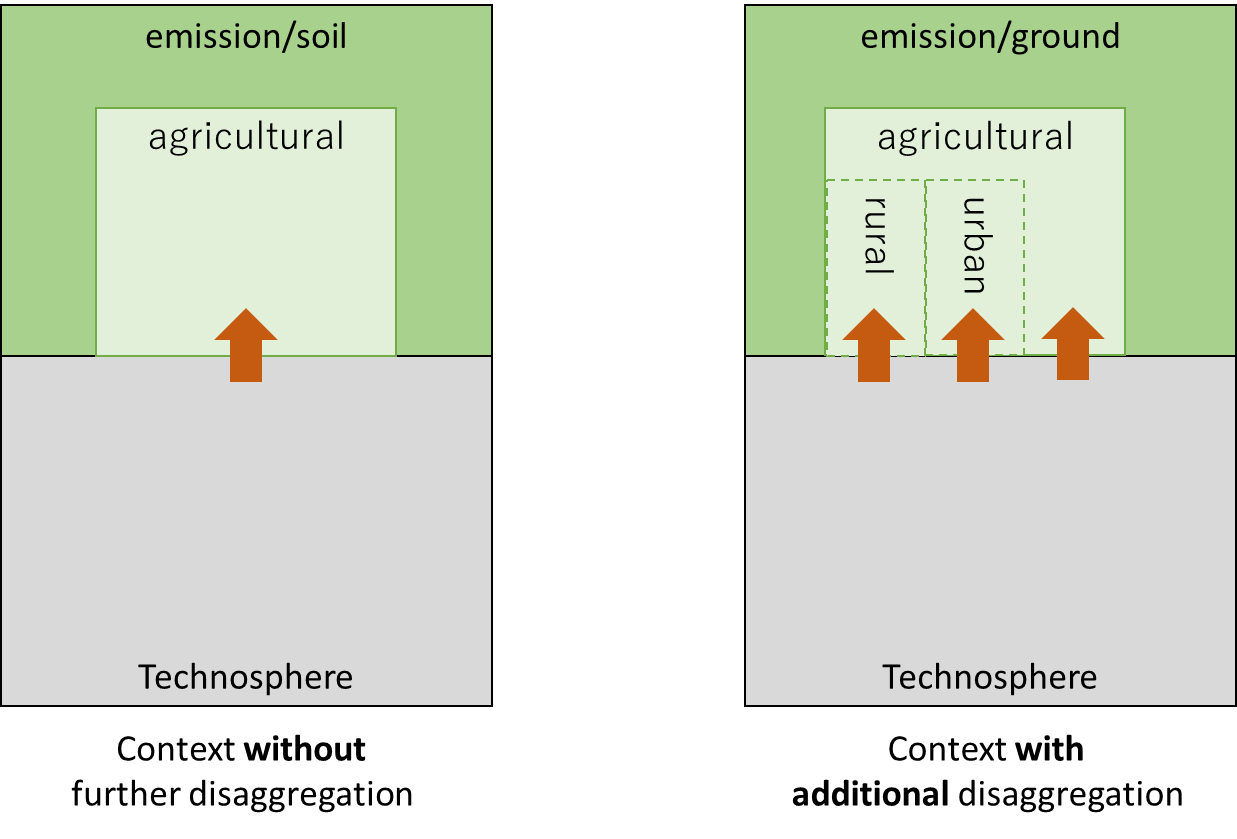 emission/soil
agricultural
Technosphere
Context without
further disaggregation
emission/ground
agricultural
rural
urban
Technosphere
Context with
additional disaggregation